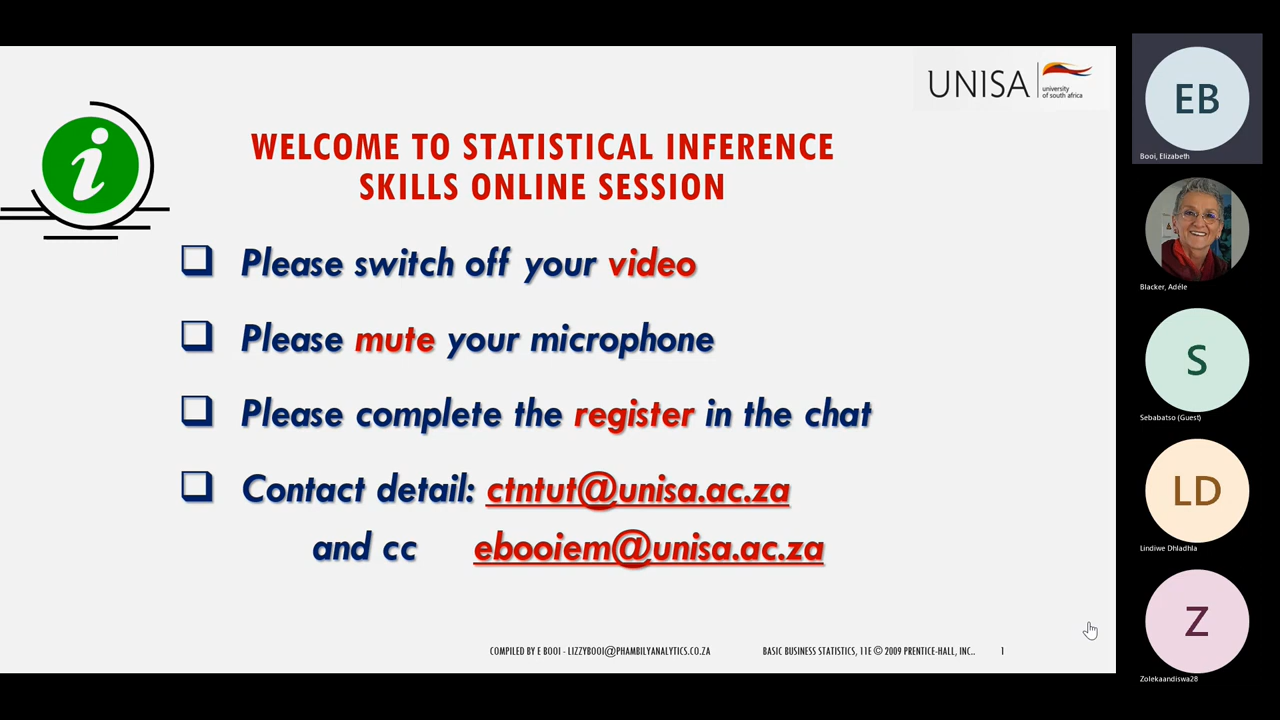 UNISA
university
of south africa
WELCOME TO STATISTICAL INFERENCE
SKILLS ONLINE SESSION
Please switch off your video
Please mute your microphone
Please complete the register in the chat
Contact detail: ctntut@unisa.ac.za
and cc ebooiem@unisa.ac.za
COMPILED BY E BOOI - LIZZYBOOI@PHAMBILYANALYTICS.CO.ZA
BASIC BUSINESS STATISTICS, 11E © 2009 PRENTICE-HALL, INC..
1
EB
Booi, Elizabeth
Blacker, Adéle
S
Sebabatso (Guest)
LD
Lindiwe Dhladhla
Z
Zolekaandiswa28